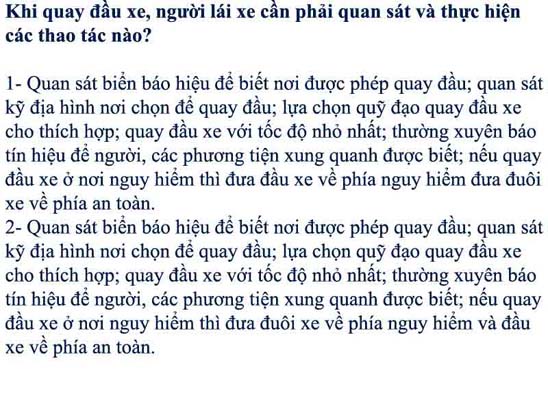 Khi quay đầu xe, người lái xe cần phải quan sát và thực hiện
các thao tác nào?
1- Quan sát biển báo hiệu để biết nơi được phép quay đầu; quan sát
kỹ địa hình nơi chọn để quay đầu; lựa chọn quỹ đạo quay đầu xe
cho thích hợp; quay đầu xe với tốc độ nhỏ nhất; thường xuyên báo
tín hiệu để người, các phương tiện xung quanh được biết; nếu quay
đầu xe ở nơi nguy hiểm thì đưa đầu xe về phía nguy hiểm đưa đuôi
xe về phía an toàn.
2- Quan sát biển báo hiệu để biết nơi được phép quay đầu; quan sát
kỹ địa hình nơi chọn để quay đầu; lựa chọn quỹ đạo quay đầu xe
cho thích hợp; quay đầu xe với tốc độ nhỏ nhất; thường xuyên báo
tín hiệu để người, các phương tiện xung quanh được biết; nếu quay
đầu xe ở nơi nguy hiểm thì đưa đuôi xe về phía nguy hiểm và đầu
xe về phía an toàn.